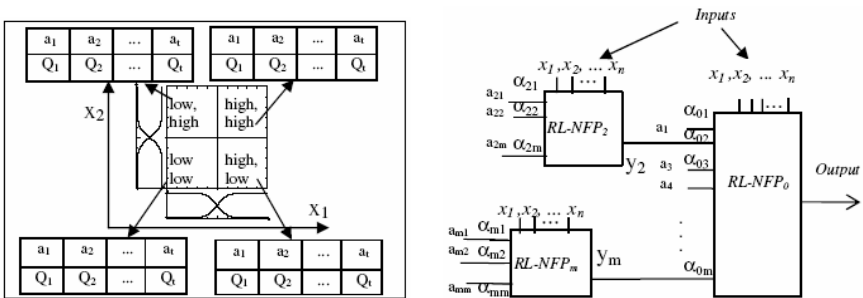 a1 a2 ... at
Q1 Q2 ... Qt
a1 a2 ... at
Q1 Q2 ... Qt
X2
low, high
high, high
low low
high, low
X1
a1 a2 ... at
Q1 Q2 ... Qt
a1 a2 ... at
Q1 Q2 ... Qt
Inputs
x1 ,x2, ... xn
...
α21
a21
a22 α22
a2m α2m
RL-NFP2
y2
x1 ,x2, ... xn
...
a1 α01
α02
a3 α03
a4
RL-NFP0
Output
x1 ,x2, ... xn
...
am1 αm1
am2 αm2
amm αmm
RL-NFPm
ym
α0m